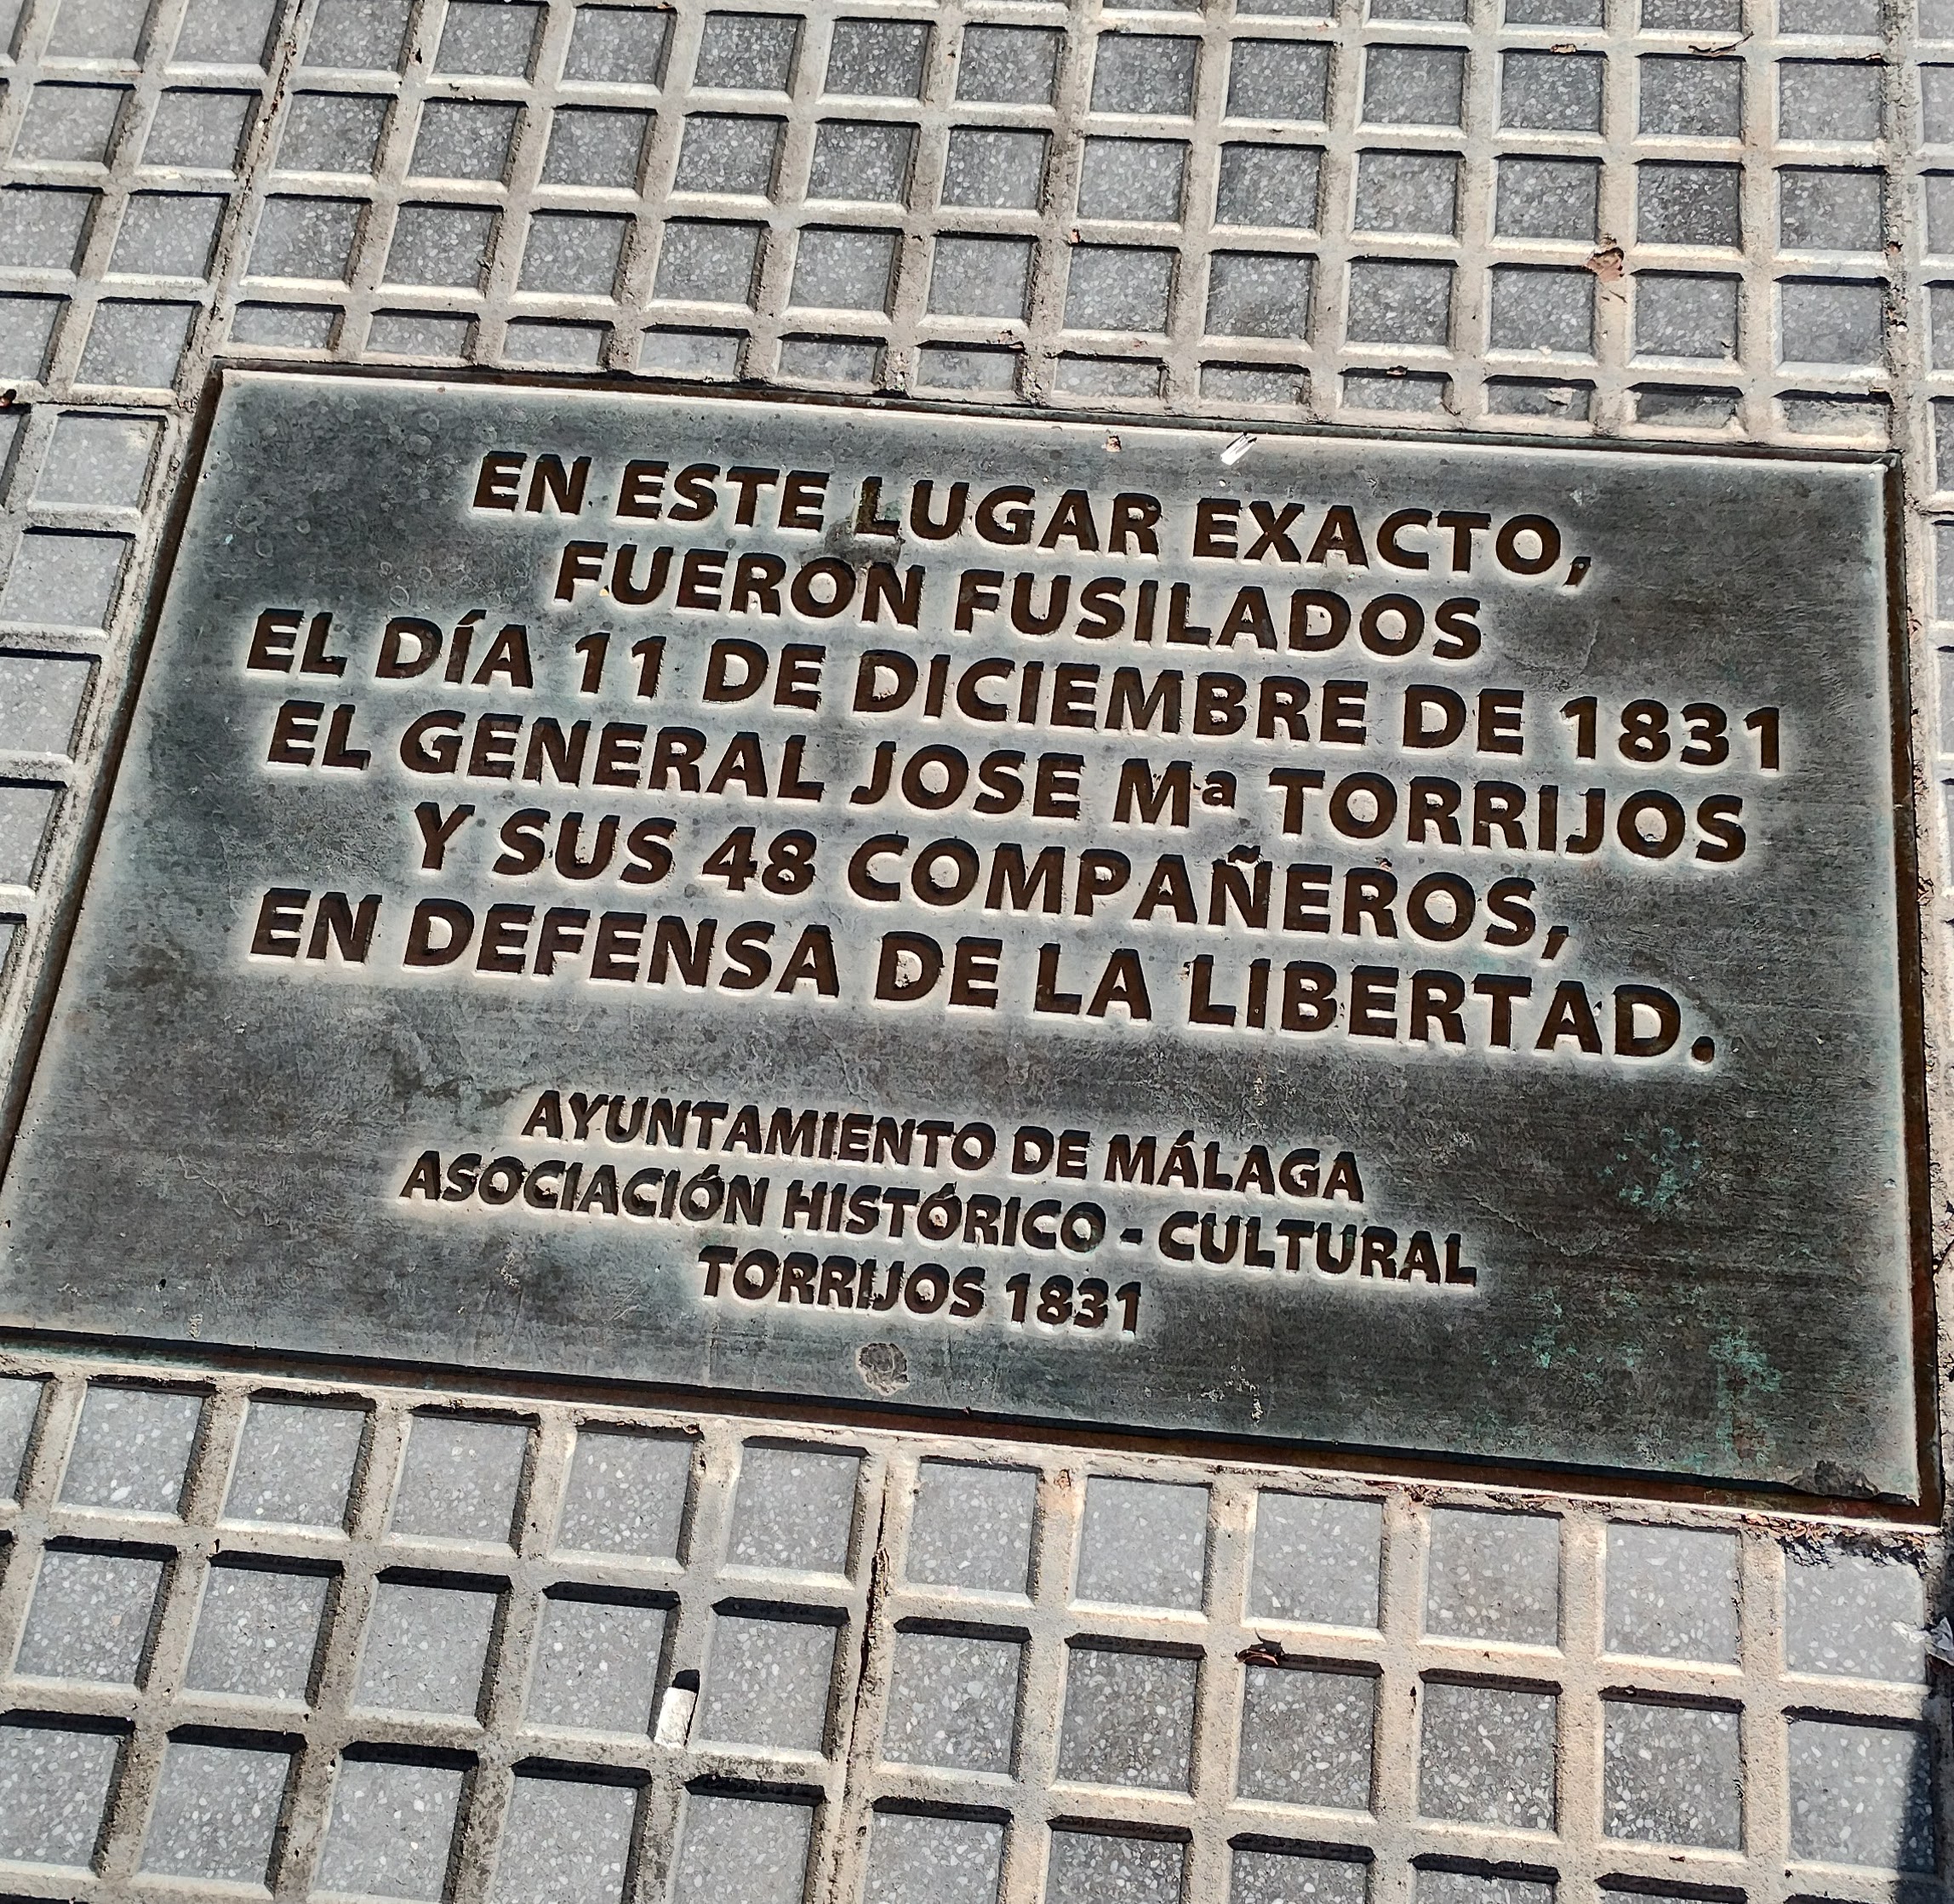 EN ESTE LUGAR EXACTO,
FUERON FUSILADOS
EL DÍA 11 DE DICIEMBRE DE 1831
EL GENERAL JOSE Mª TORRIJOS
Y SUS 48 COMPAÑEROS,
EN DEFENSA DE LA LIBERTAD.
AYUNTAMIENTO DE MÁLAGA
ASOCIACIÓN HISTÓRICO - CULTURAL
TORRIJOS 1831